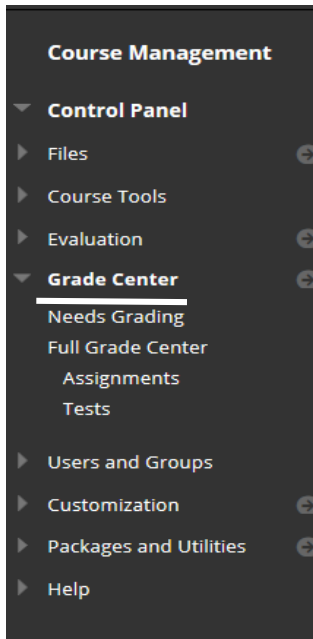 Course Management
Control Panel
Files
Course Tools
Evaluation
Grade Center
Needs Grading
Full Grade Center
Assignments
Tests
Users and Groups
Customization
Packages and Utilities
Help